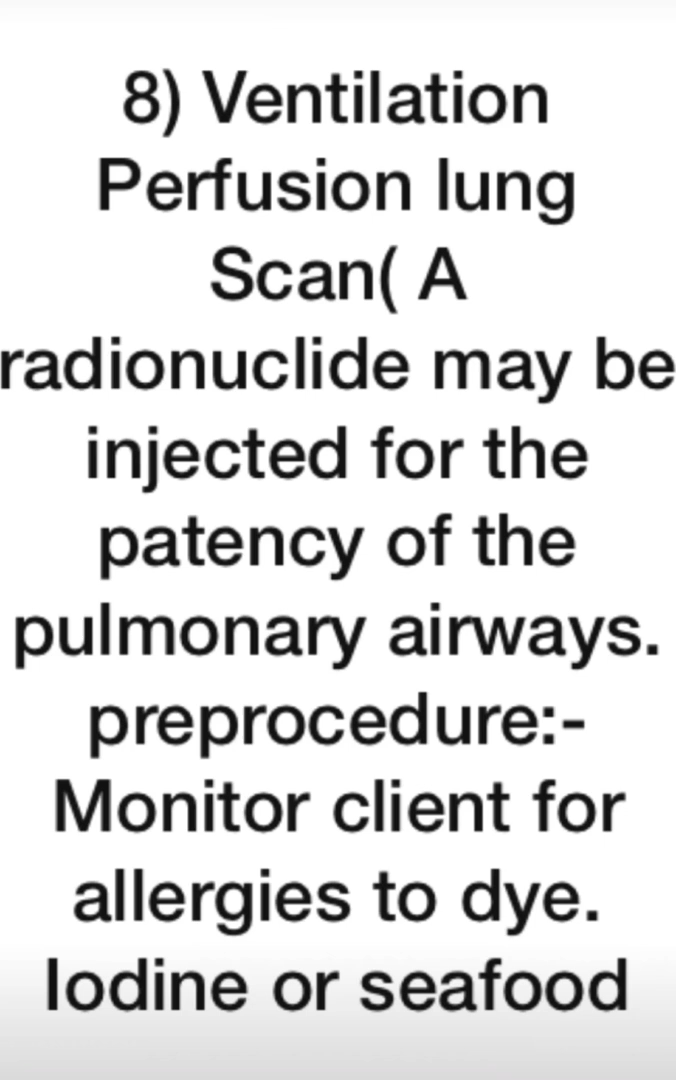 8) Ventilation
Perfusion lung
Scan( A
radionuclide may be
injected for the
patency of the
pulmonary airways.
preprocedure:-
Monitor client for
allergies to dye.
Iodine or seafood